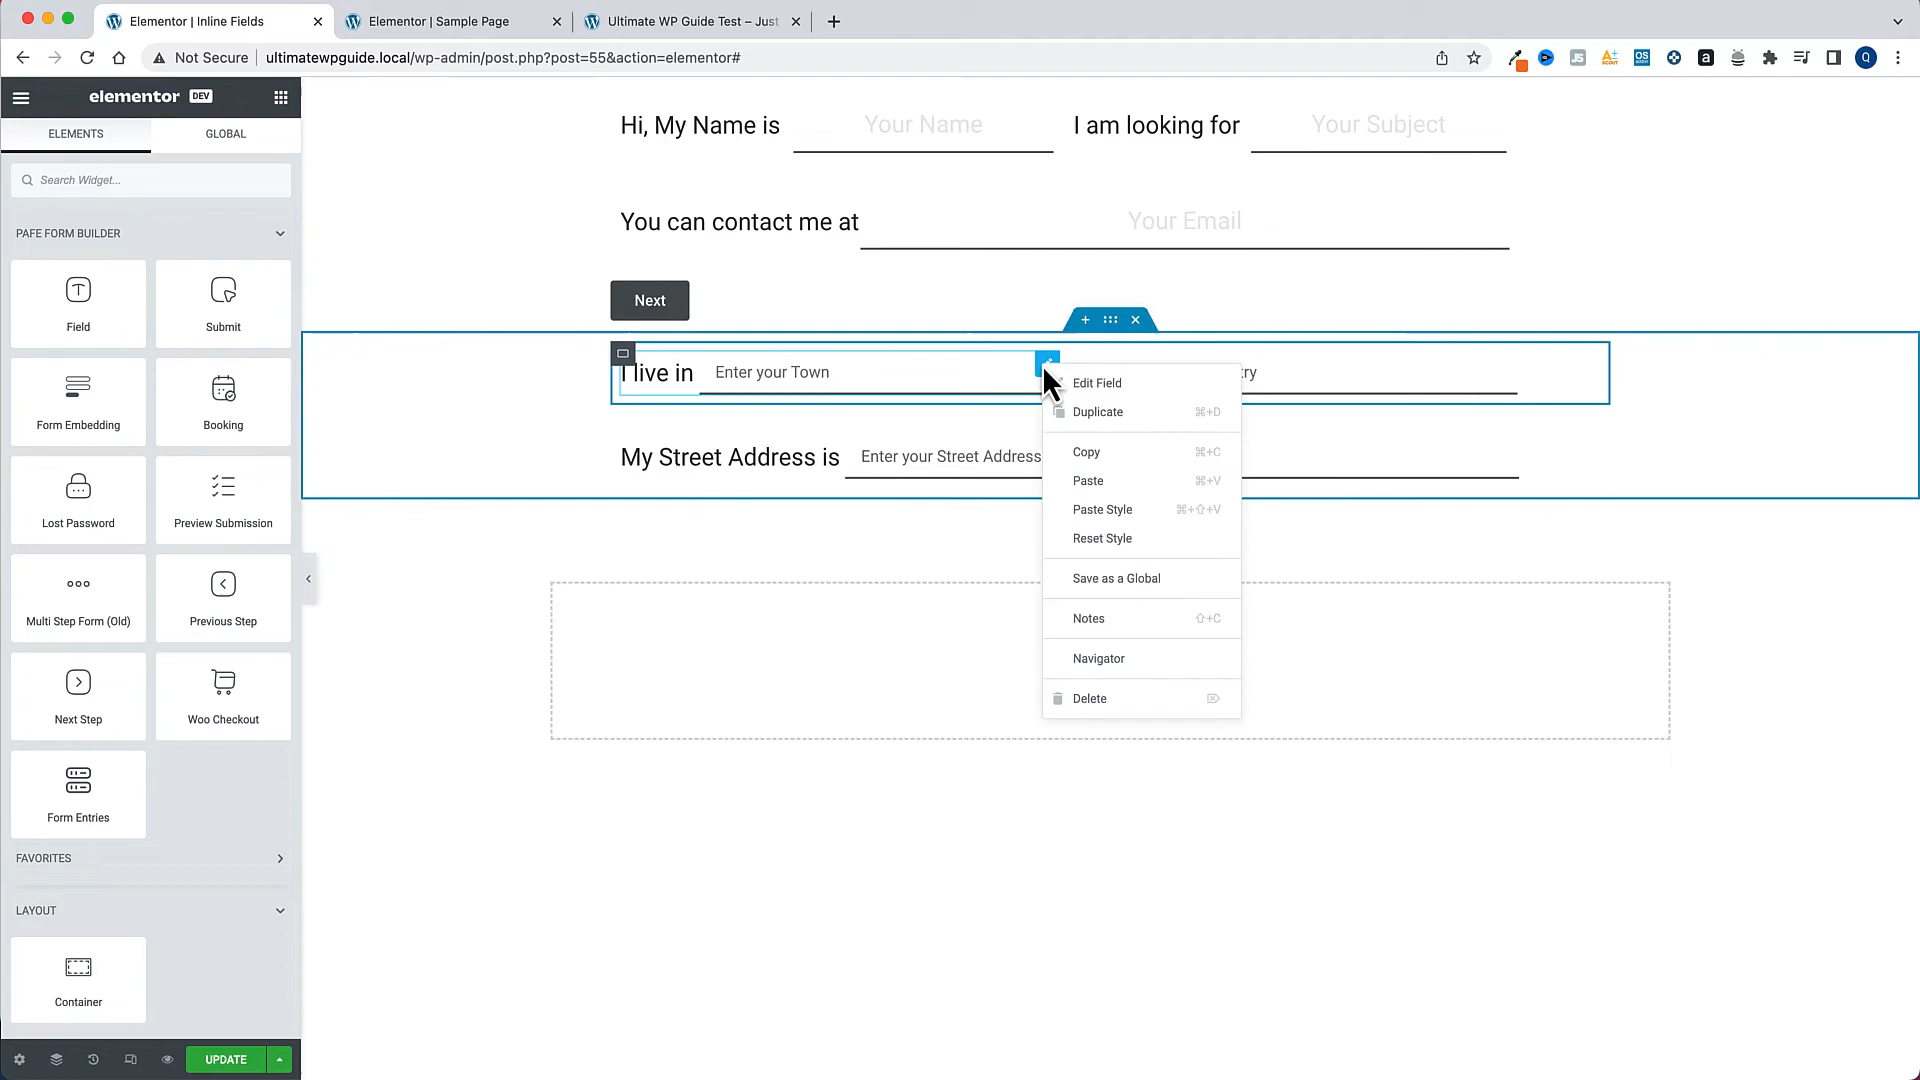 Elementor | Inline Fields
Elementor | Sample Page
Ultimate WP Guide Test – Just
Not Secure
ultimatewpguide.local/wp-admin/post.php?post=55&action=elementor#
JS
SCOUT
OS
a
Q
elementor DEV
ELEMENTS
GLOBAL
Search Widget...
PAFE FORM BUILDER
Field
Submit
Form Embedding
Booking
Lost Password
Preview Submission
Multi Step Form (Old)
Previous Step
Next Step
Woo Checkout
Form Entries
FAVORITES
LAYOUT
Container
UPDATE
Hi, My Name is
Your Name
I am looking for
Your Subject
You can contact me at
Your Email
Next
I live in
Enter your Town
try
My Street Address is
Enter your Street Address
Edit Field
Duplicate ⌘+D
Copy ⌘+C
Paste ⌘+V
Paste Style ⌘+⇧+V
Reset Style
Save as a Global
Notes ⇧+C
Navigator
Delete ⌦